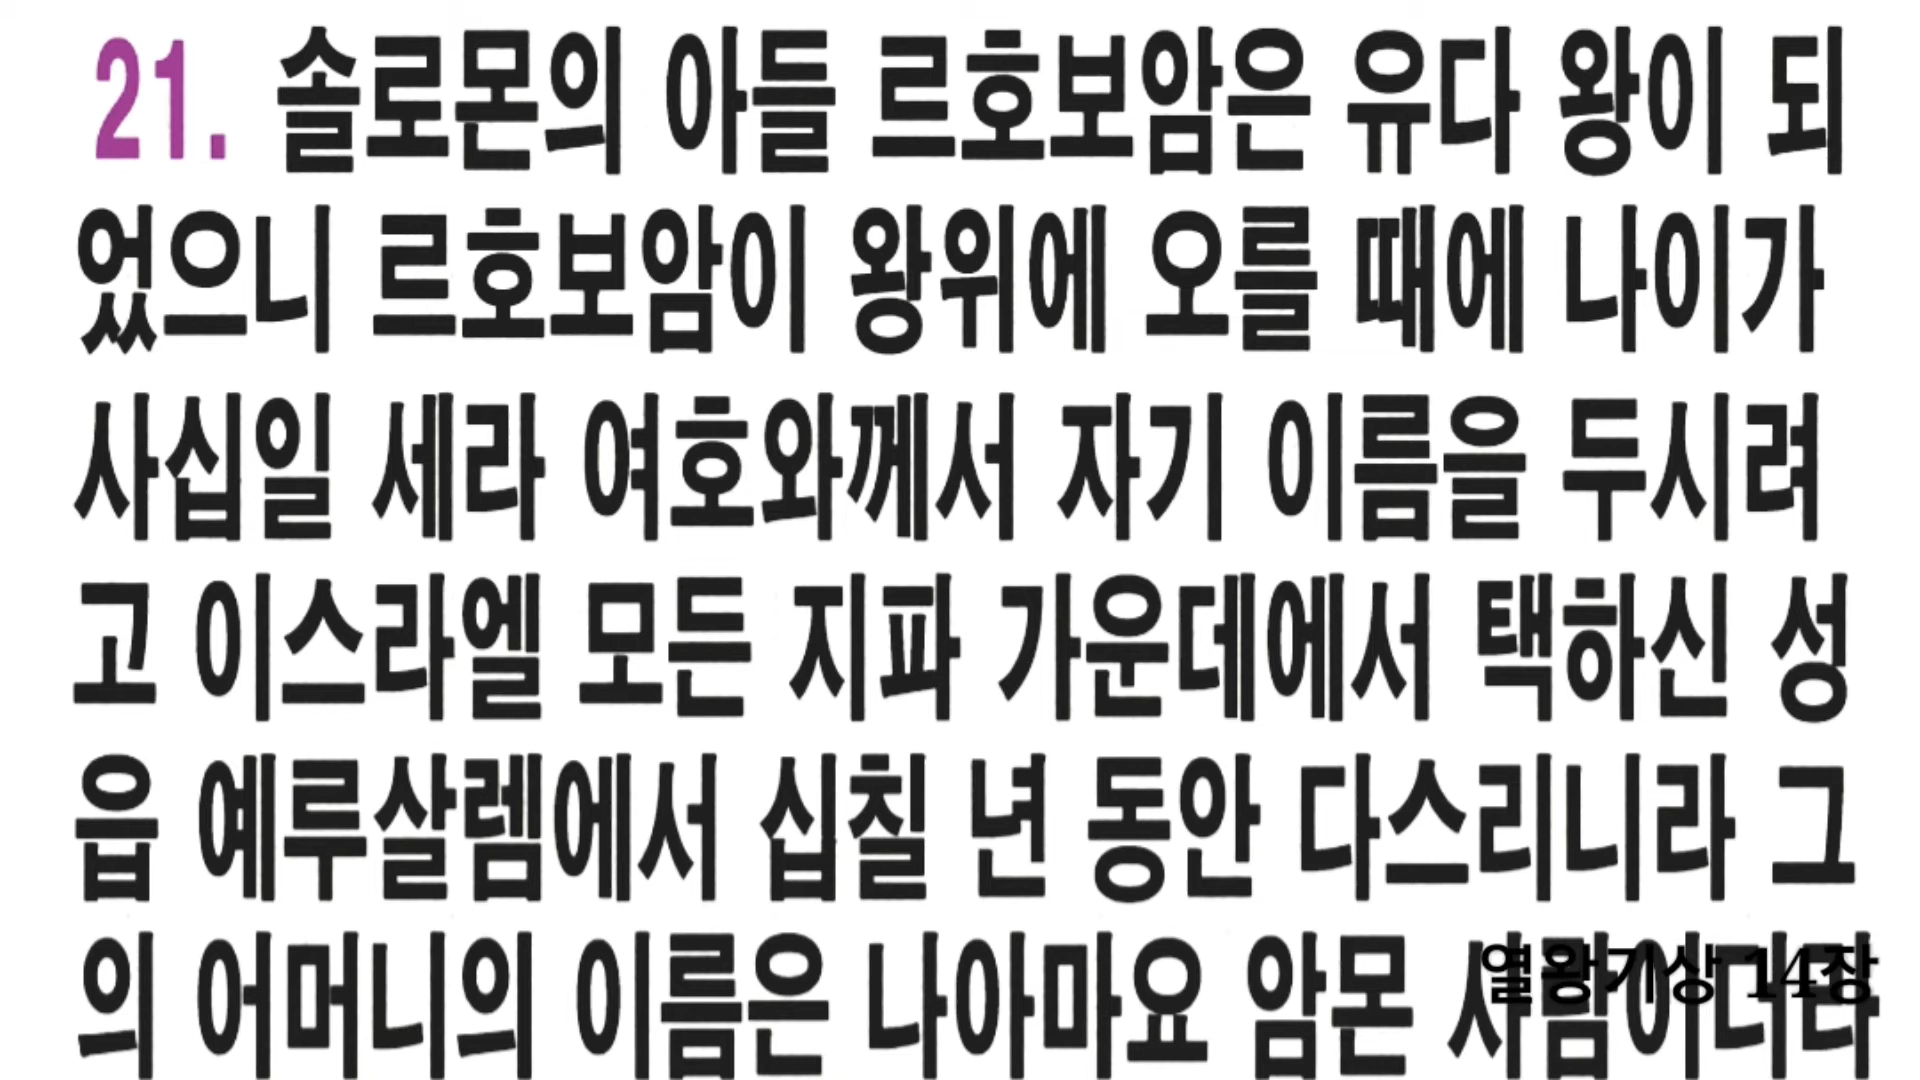 21. 솔로몬의 아들 르호보암은 유다 왕이 되
었으니 르호보암이 왕위에 오를 때에 나이가
사십일 세라 여호와께서 자기 이름을 두시려
고 이스라엘 모든 지파 가운데에서 택하신 성
읍 예루살렘에서 십칠 년 동안 다스리니라 그
의 어머니의 이름은 나아마요 암몬 사람이더라
열왕기상 14장